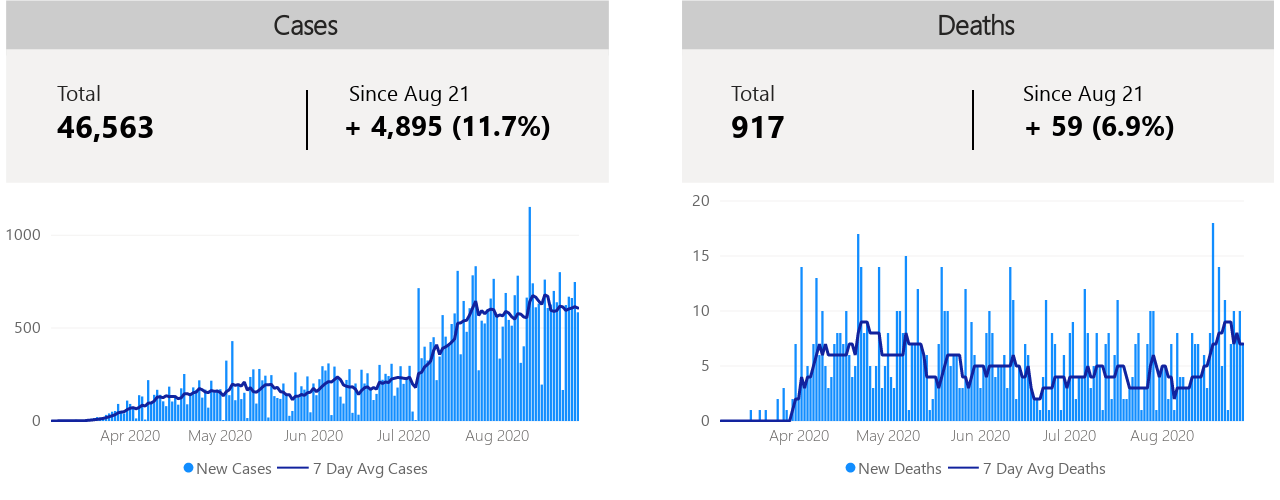 Cases
Total
Since Aug 21
46,563
+ 4,895 (11.7%)
1000
500
0
Apr 2020 May 2020 Jun 2020 Jul 2020 Aug 2020
New Cases 7 Day Avg Cases
Deaths
Total
Since Aug 21
917
+ 59 (6.9%)
20
15
10
5
0
Apr 2020 May 2020 Jun 2020 Jul 2020 Aug 2020
New Deaths 7 Day Avg Deaths